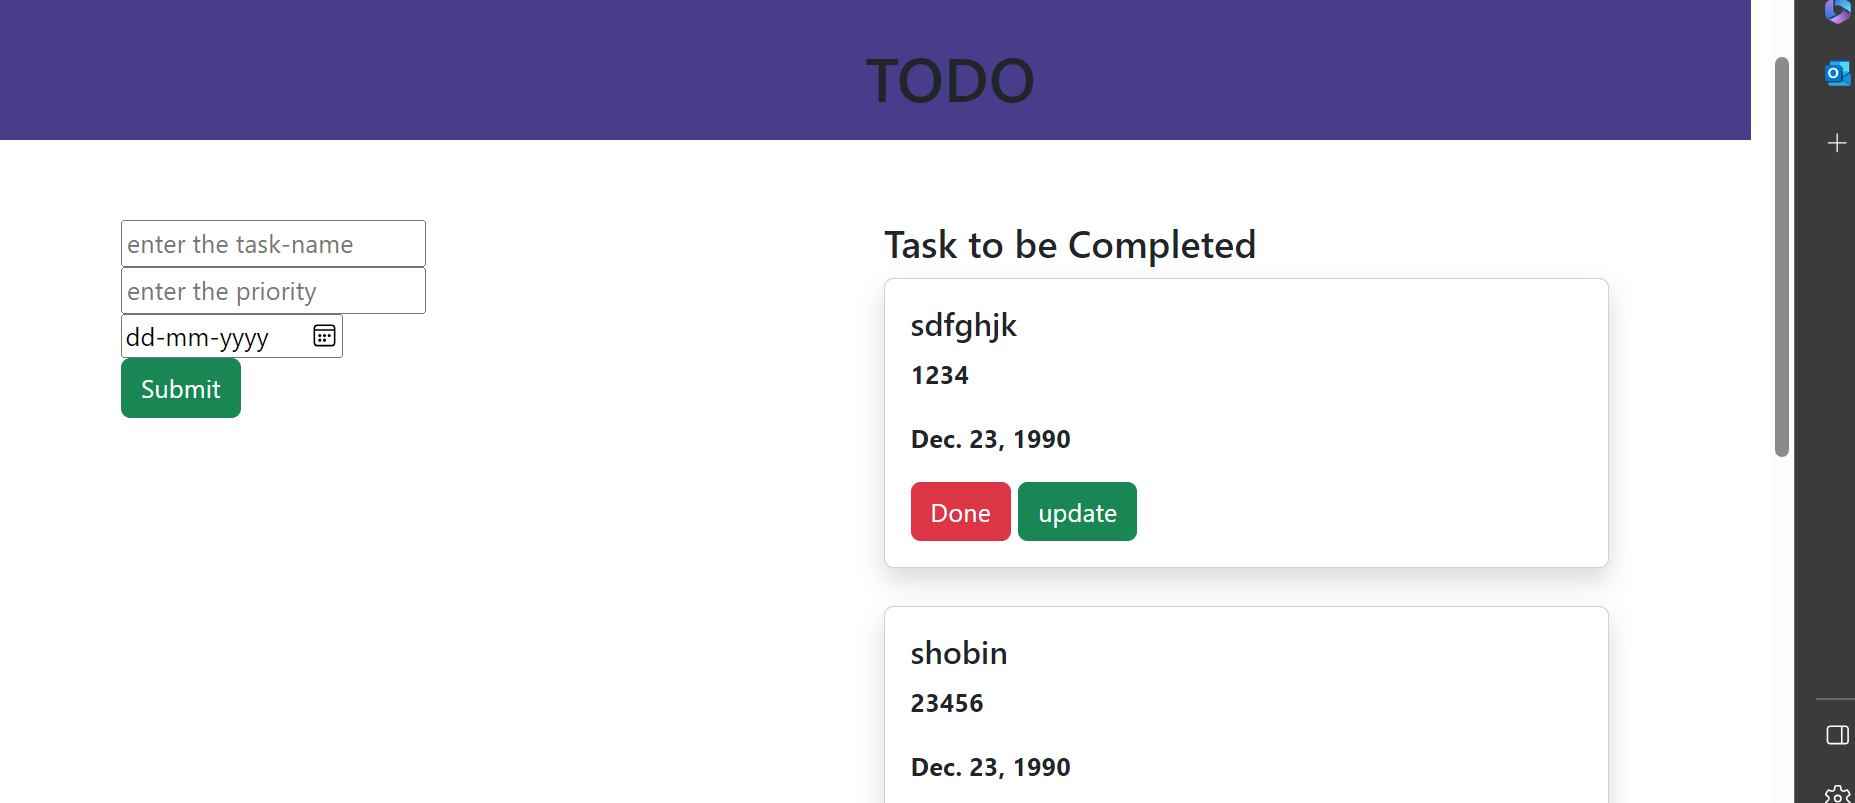 TODO
enter the task-name
enter the priority
dd-mm-yyyy
Submit
Task to be Completed
sdfghjk
1234
Dec. 23, 1990
Done update
shobin
23456
Dec. 23, 1990